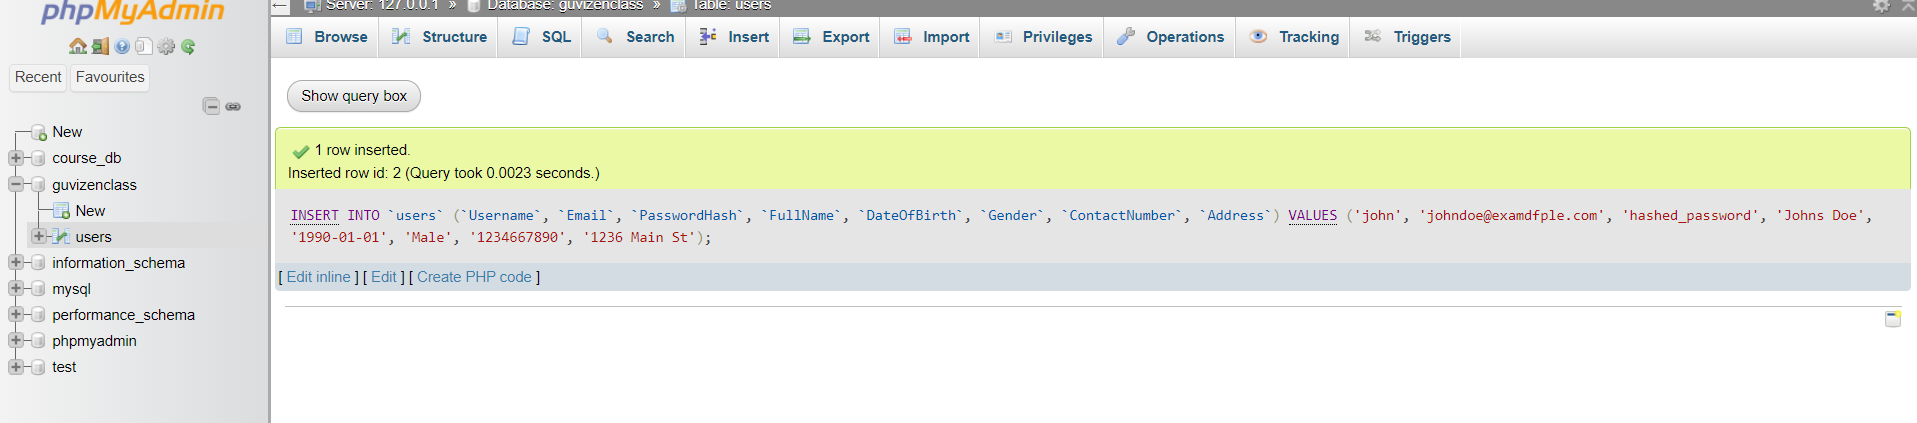 phpMyAdmin
Recent Favourites
New
course_db
guvizenclass
New
users
information_schema
mysql
performance_schema
phpmyadmin
test
Server: 127.0.0.1 » Database: guvizenclass » Table: users
Browse Structure SQL Search Insert Export Import Privileges Operations Tracking Triggers
Show query box
1 row inserted.
Inserted row id: 2 (Query took 0.0023 seconds.)
INSERT INTO `users` (`Username`, `Email`, `PasswordHash`, `FullName`, `DateOfBirth`, `Gender`, `ContactNumber`, `Address`) VALUES ('john', 'johndoe@examdfple.com', 'hashed_password', 'Johns Doe',
'1990-01-01', 'Male', '1234667890', '1236 Main St');
[ Edit inline ] [ Edit ] [ Create PHP code ]